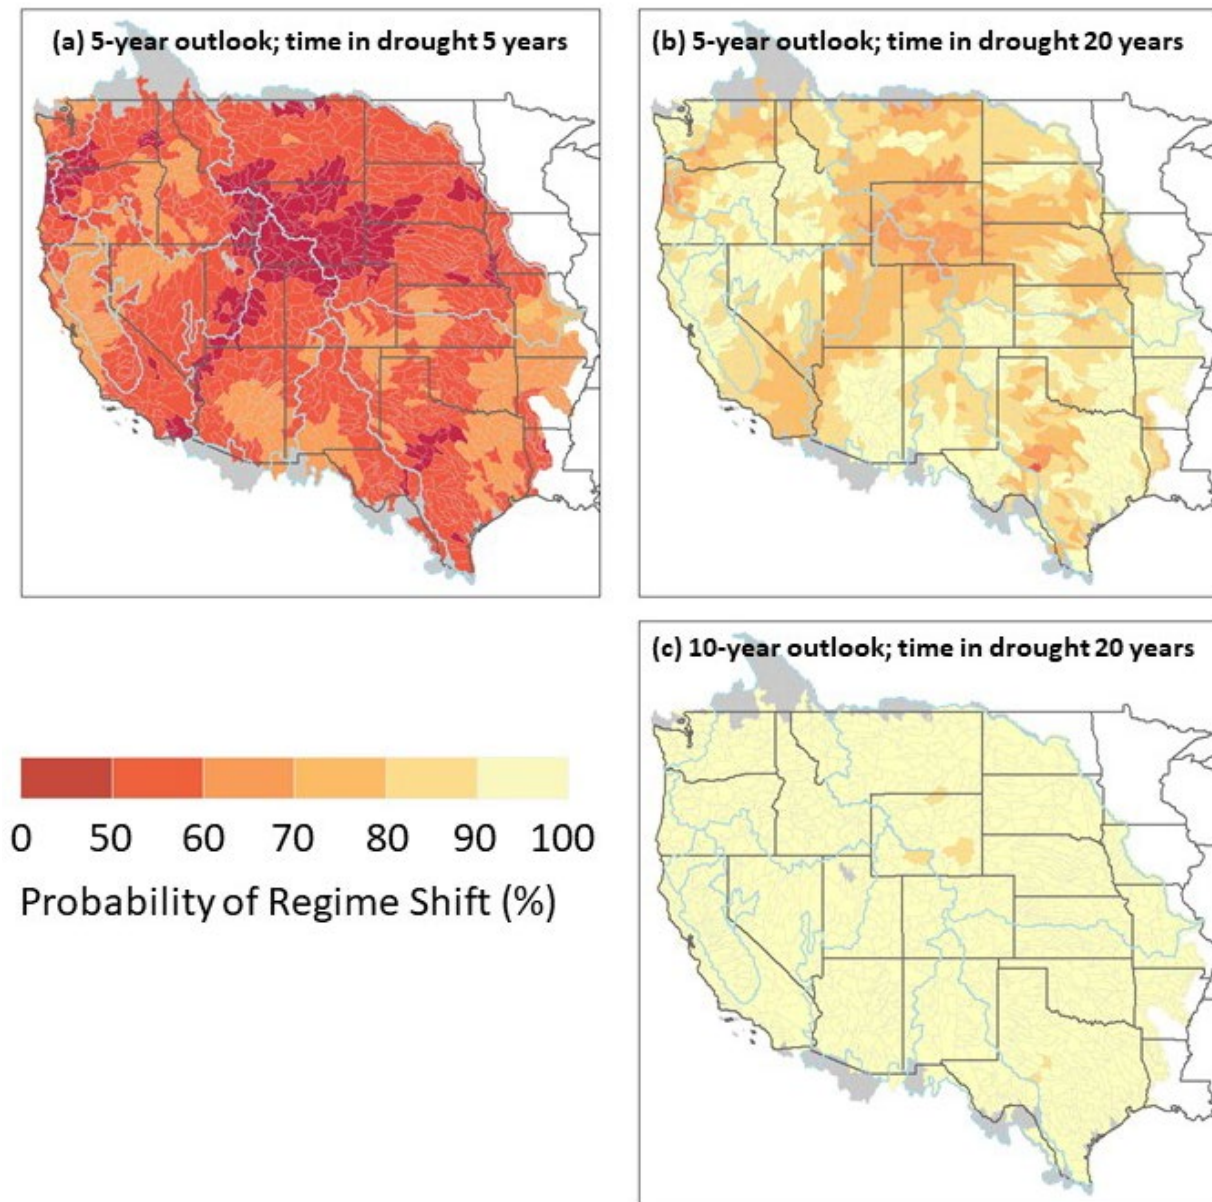 (a) 5-year outlook; time in drought 5 years
(b) 5-year outlook; time in drought 20 years
(c) 10-year outlook; time in drought 20 years
0 50 60 70 80 90 100
Probability of Regime Shift (%)